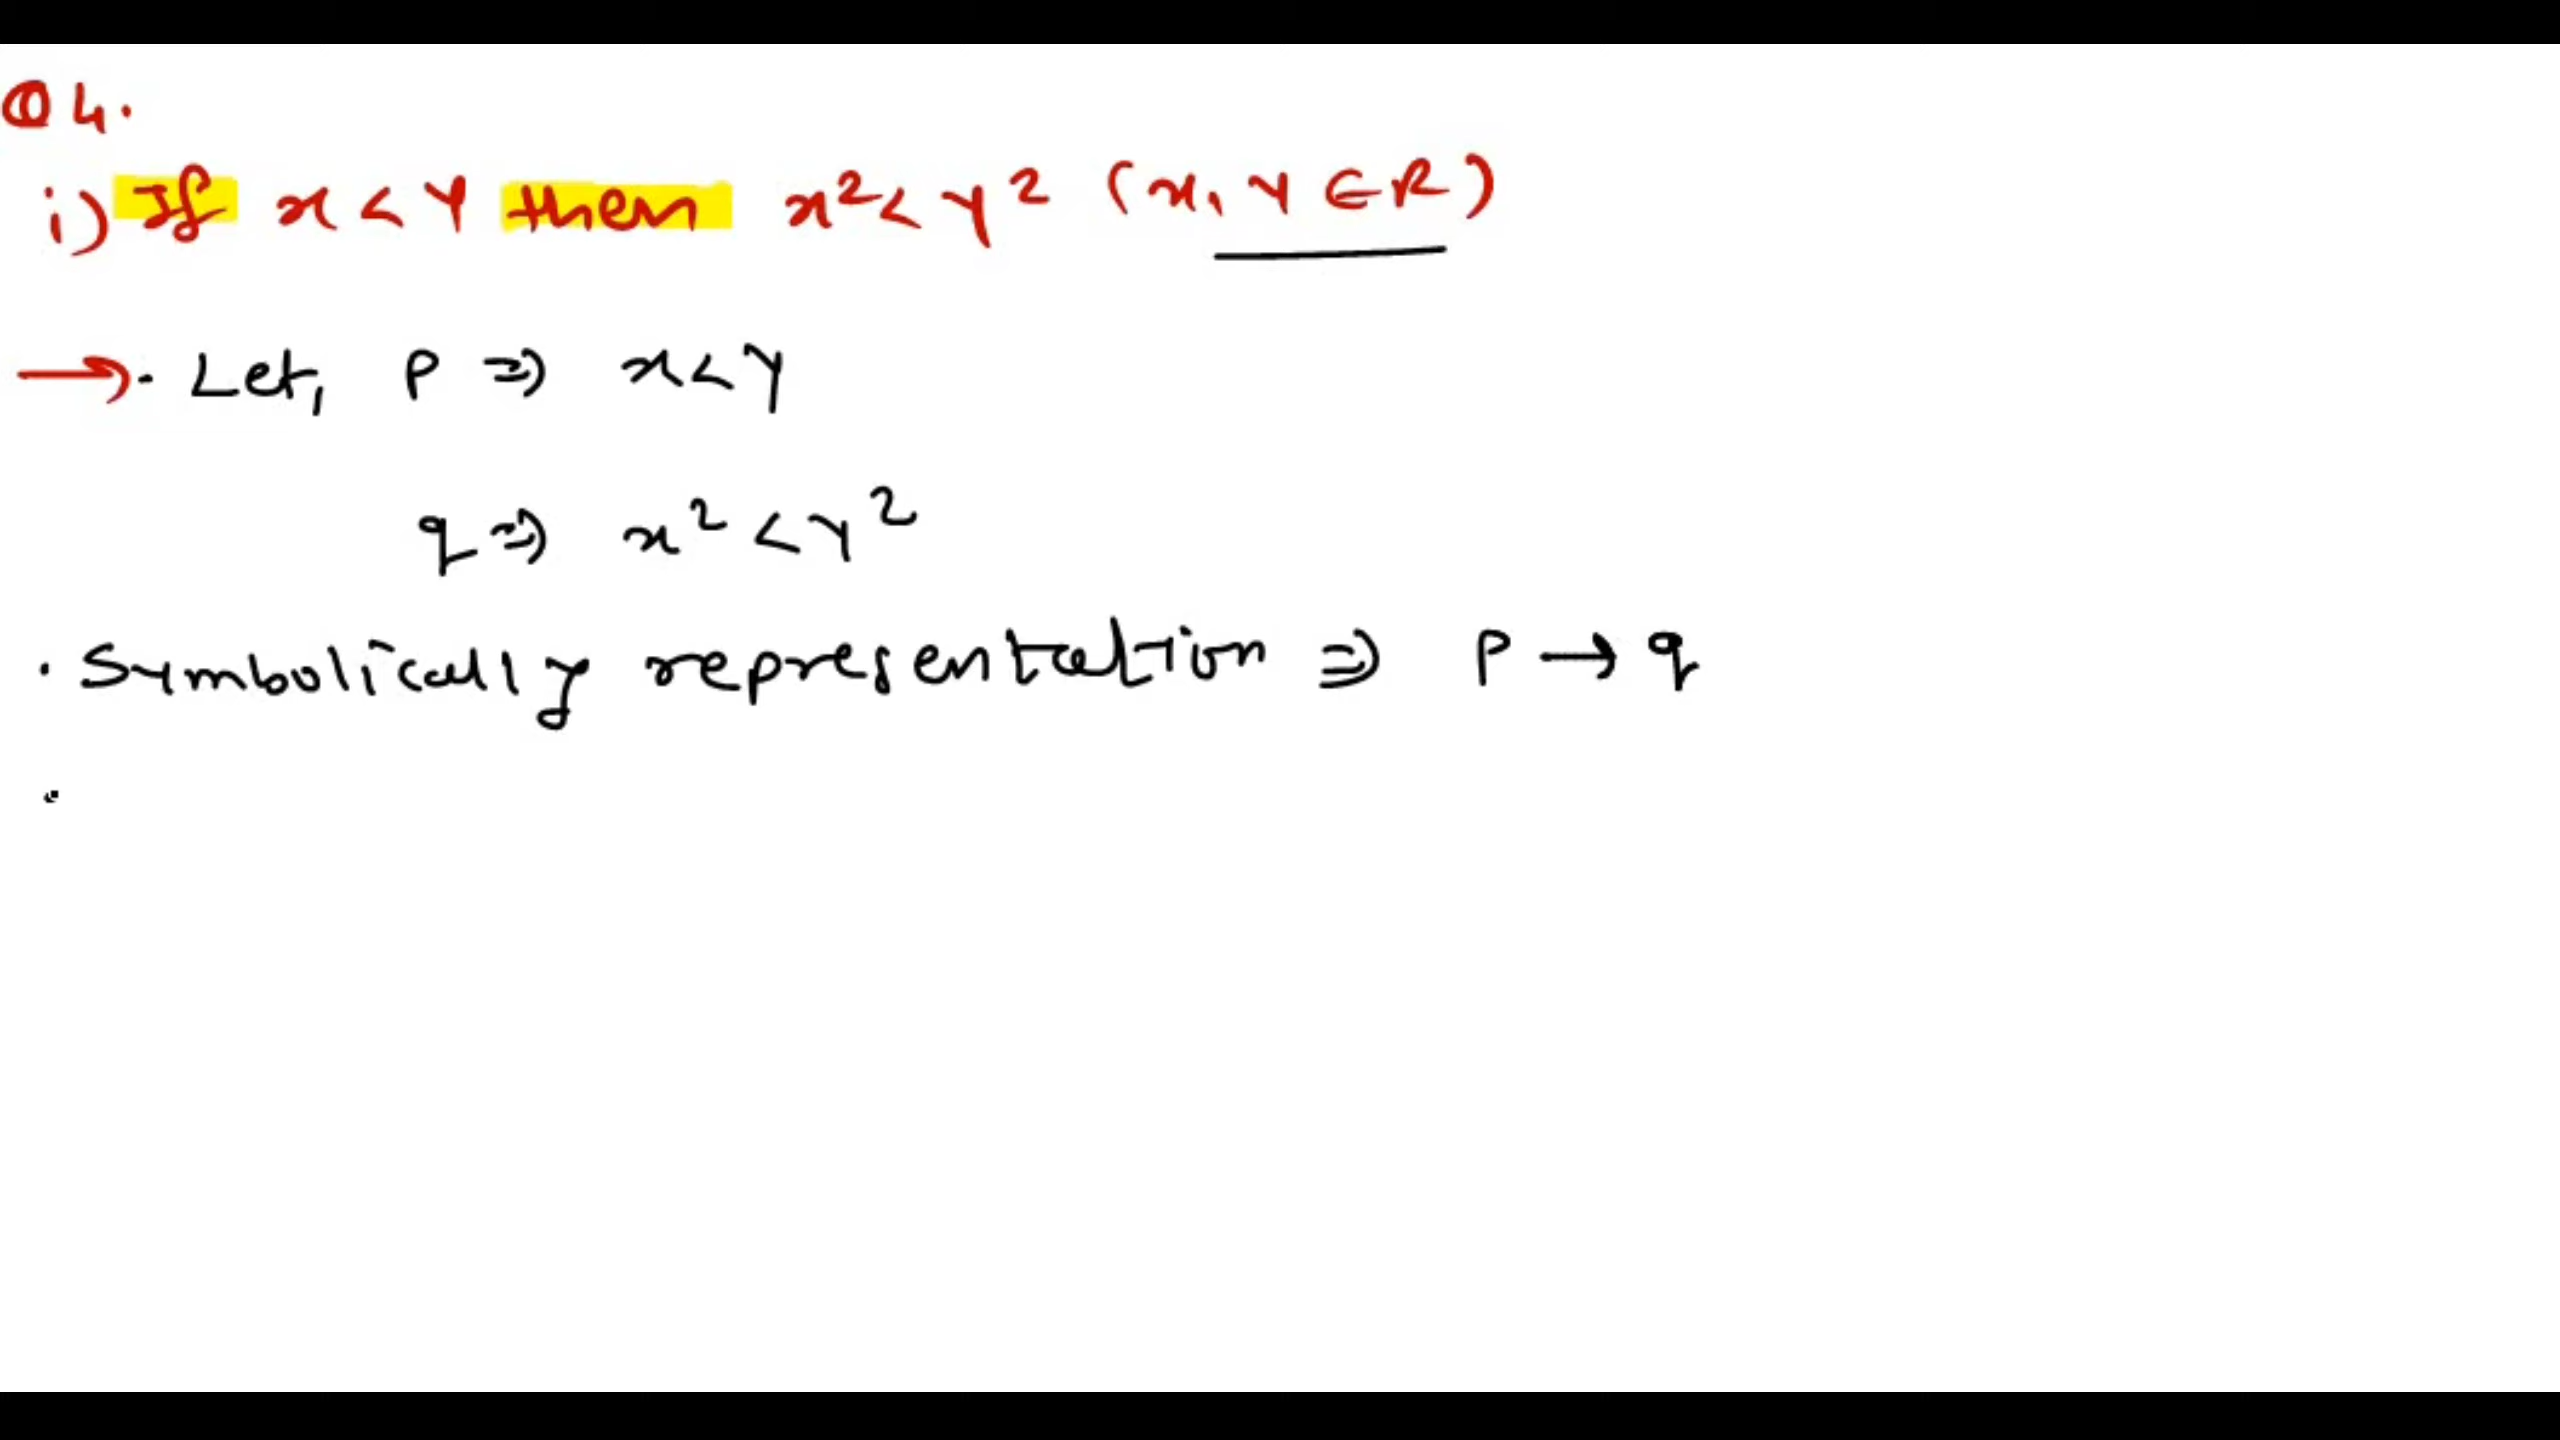 Q4.
i) If x < y then x² < y² (x, y ∈ R)
→ · Let, P ⇒ x < y
q ⇒ x² < y²
· Symbolically representation ⇒ P → q
·